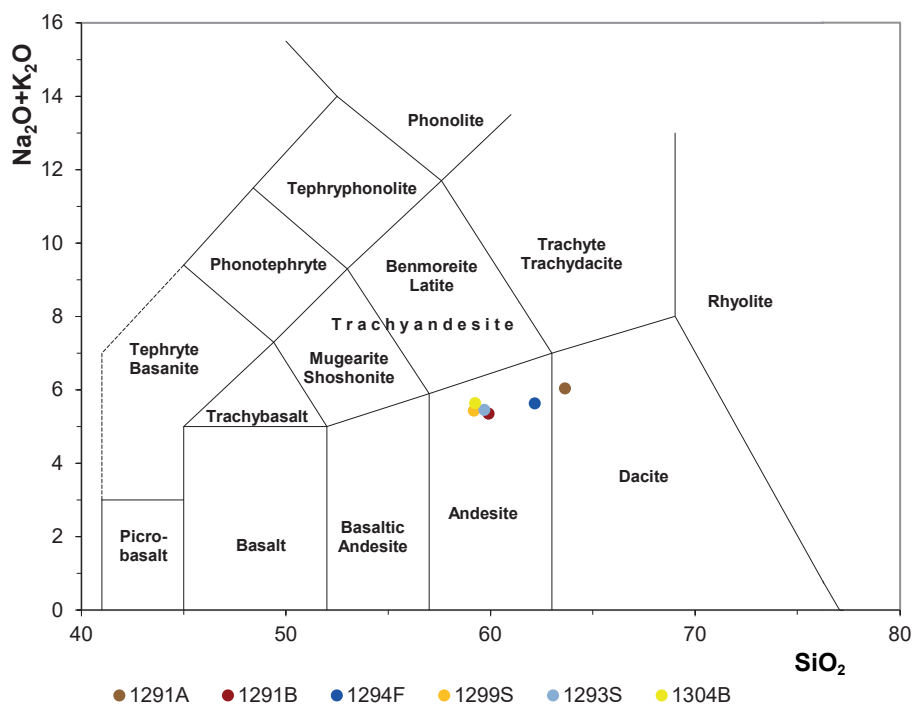 Na₂O+K₂O
16
14
12
10
8
6
4
2
0
Phonolite
Tephryphonolite
Phonotephryte
Benmoreite
Latite
Trachyte
Trachydacite
Rhyolite
Trachyandesite
Tephryte
Basanite
Mugearite
Shoshonite
Trachybasalt
Dacite
Picro-
basalt
Basalt
Basaltic
Andesite
Andesite
40 50 60 70 80
SiO₂
1291A 1291B 1294F 1299S 1293S 1304B